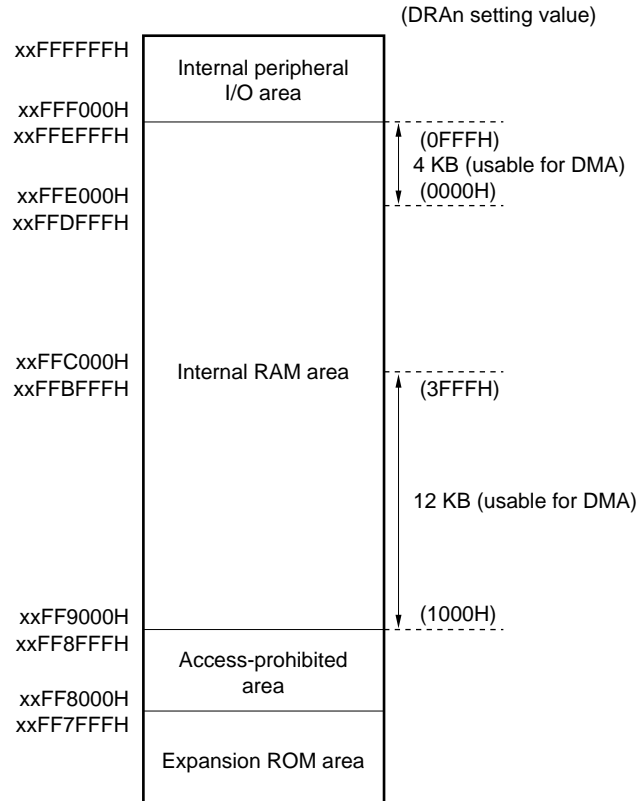 (DRAn setting value)
xxFFFFFFH
Internal peripheral
I/O area
xxFFF000H
xxFFEFFFH
(0FFFH)
4 KB (usable for DMA)
xxFFE000H
(0000H)
xxFFDFFFH
xxFFC000H
Internal RAM area
xxFFBFFFH
(3FFFH)
12 KB (usable for DMA)
xxFF9000H
(1000H)
xxFF8FFFH
Access-prohibited
area
xxFF8000H
xxFF7FFFH
Expansion ROM area